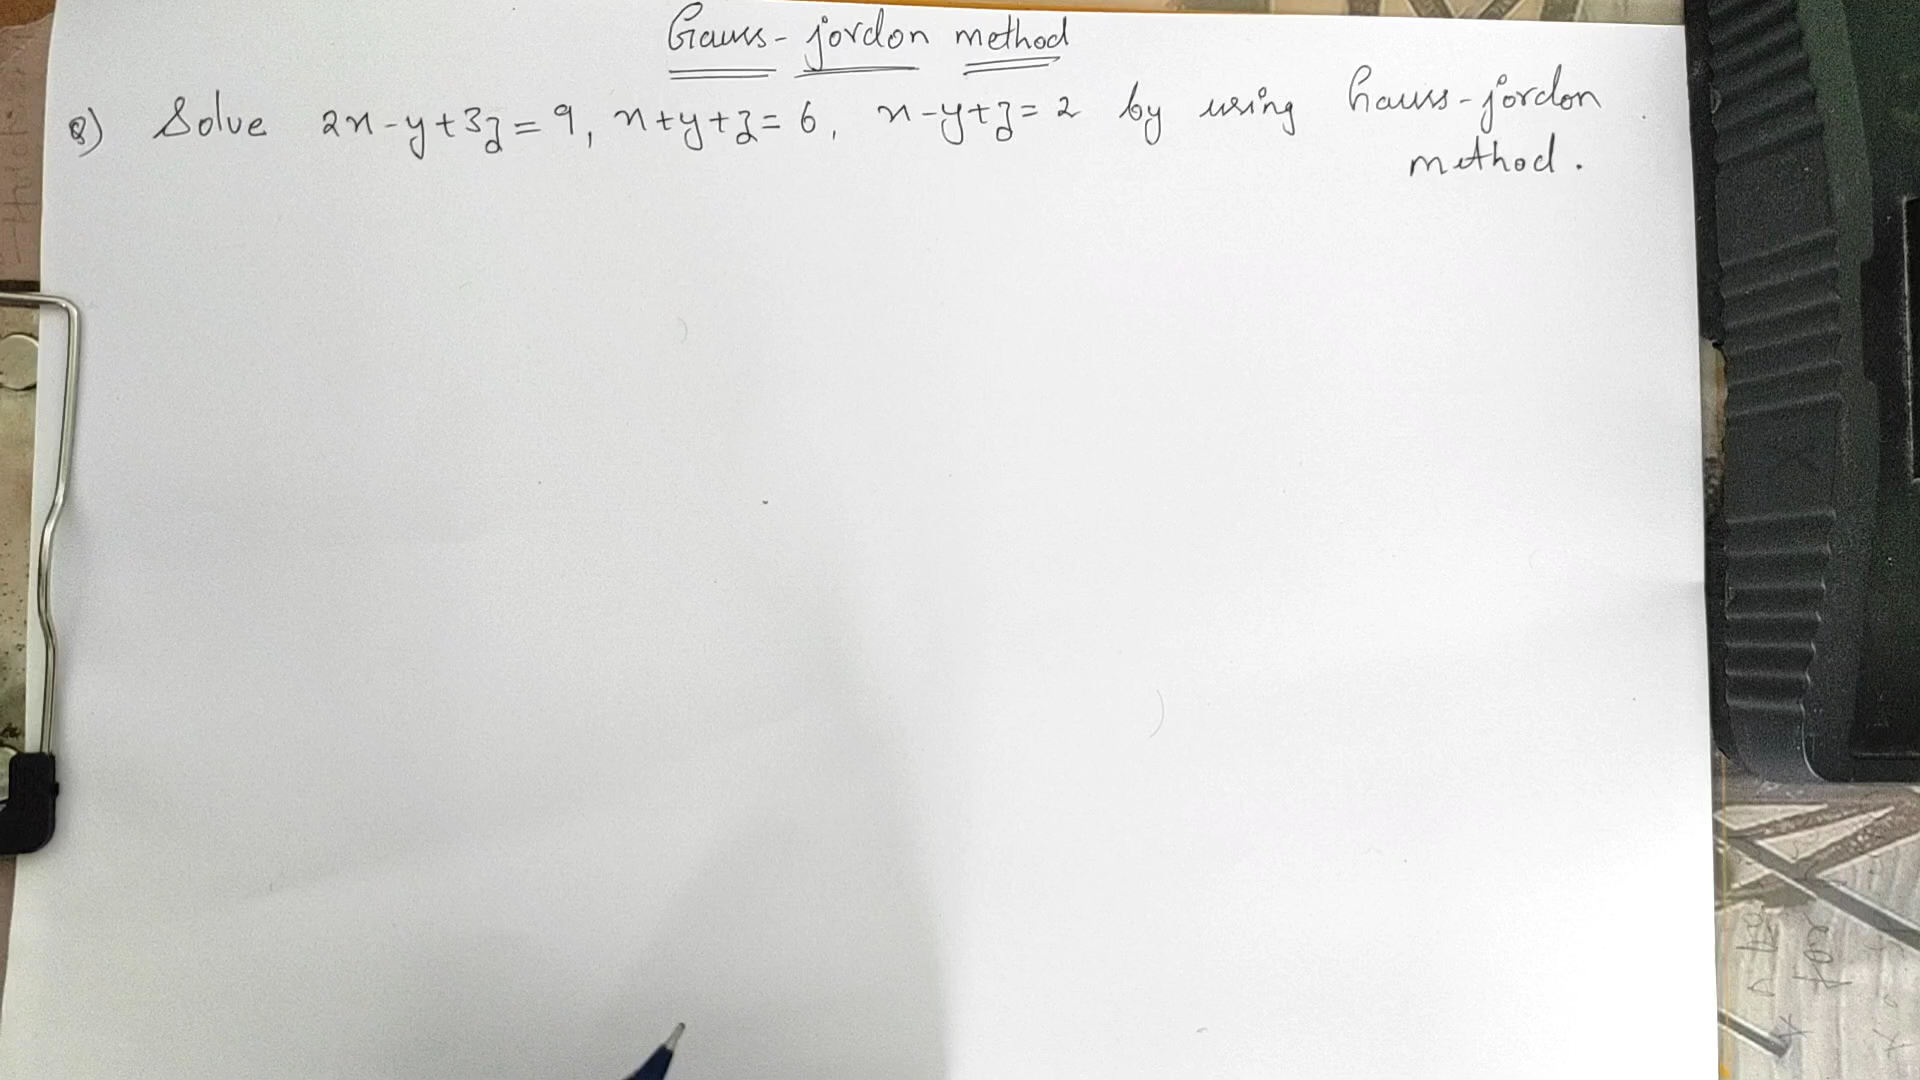 Gauss - jordon method
Q) Solve 2x-y+3z=9, x+y+z=6, x-y+z=2 by using Gauss-jordon
method.